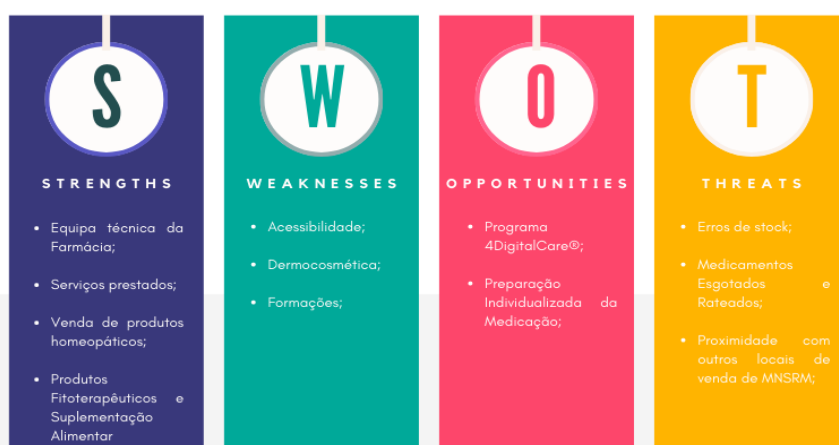 S
STRENGTHS
• Equipa técnica da
Farmácia;
• Serviços prestados;
• Venda de produtos
homeopáticos;
• Produtos
Fitoterapêuticos e
Suplementação
Alimentar
W
WEAKNESSES
• Acessibilidade;
• Dermocosmética;
• Formações;
O
OPPORTUNITIES
• Programa
4DigitalCare®;
• Preparação
Individualizada da
Medicação;
T
THREATS
• Erros de stock;
• Medicamentos
Esgotados e
Rateados;
• Proximidade com
outros locais de
venda de MNSRM;